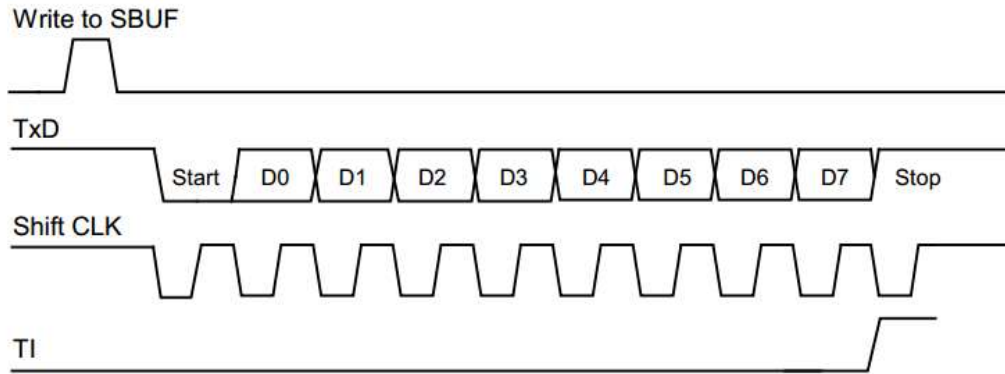 Write to SBUF
TxD
Start D0 D1 D2 D3 D4 D5 D6 D7 Stop
Shift CLK
TI